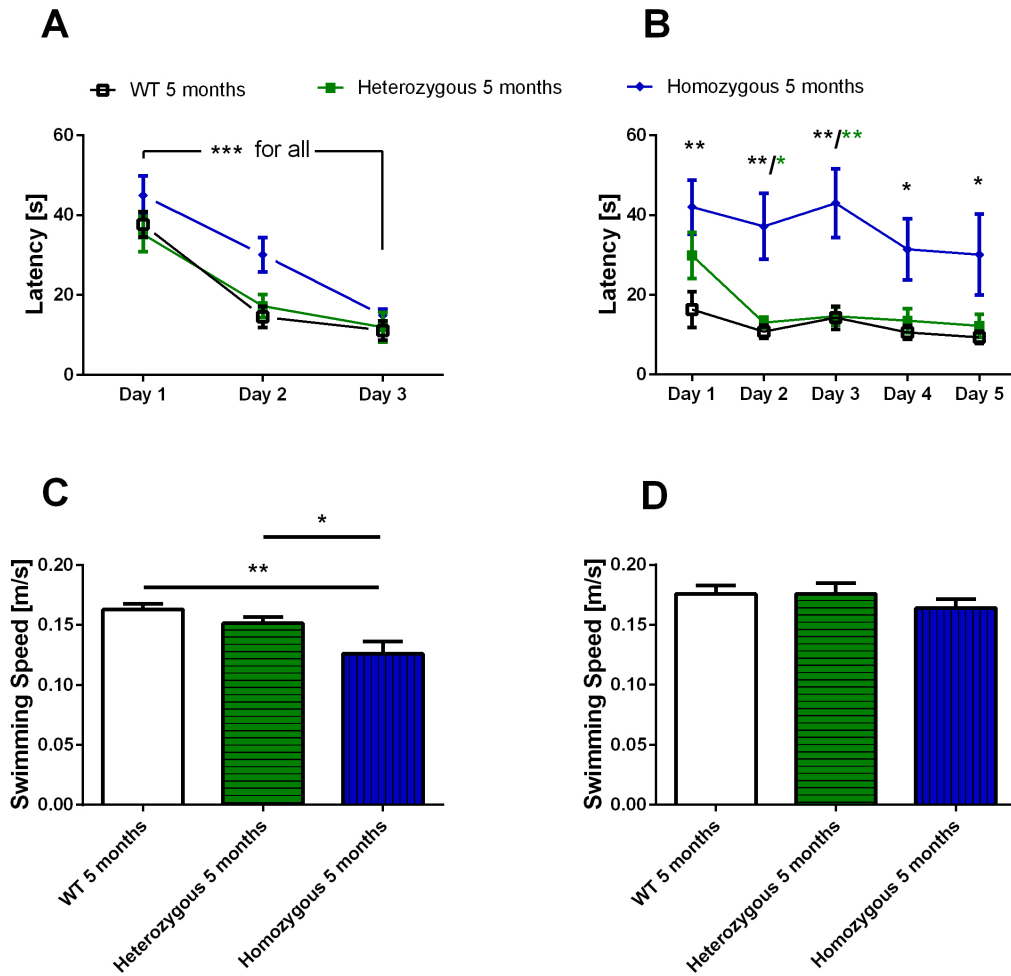 A
B
WT 5 months
Heterozygous 5 months
Homozygous 5 months
Latency [s]
60
40
20
0
*** for all
Day 1
Day 2
Day 3
Latency [s]
60
40
20
0
**
**/*
**/**
*
*
Day 1
Day 2
Day 3
Day 4
Day 5
C
D
Swimming Speed [m/s]
0.20
0.15
0.10
0.05
0.00
*
**
WT 5 months
Heterozygous 5 months
Homozygous 5 months
Swimming Speed [m/s]
0.20
0.15
0.10
0.05
0.00
WT 5 months
Heterozygous 5 months
Homozygous 5 months